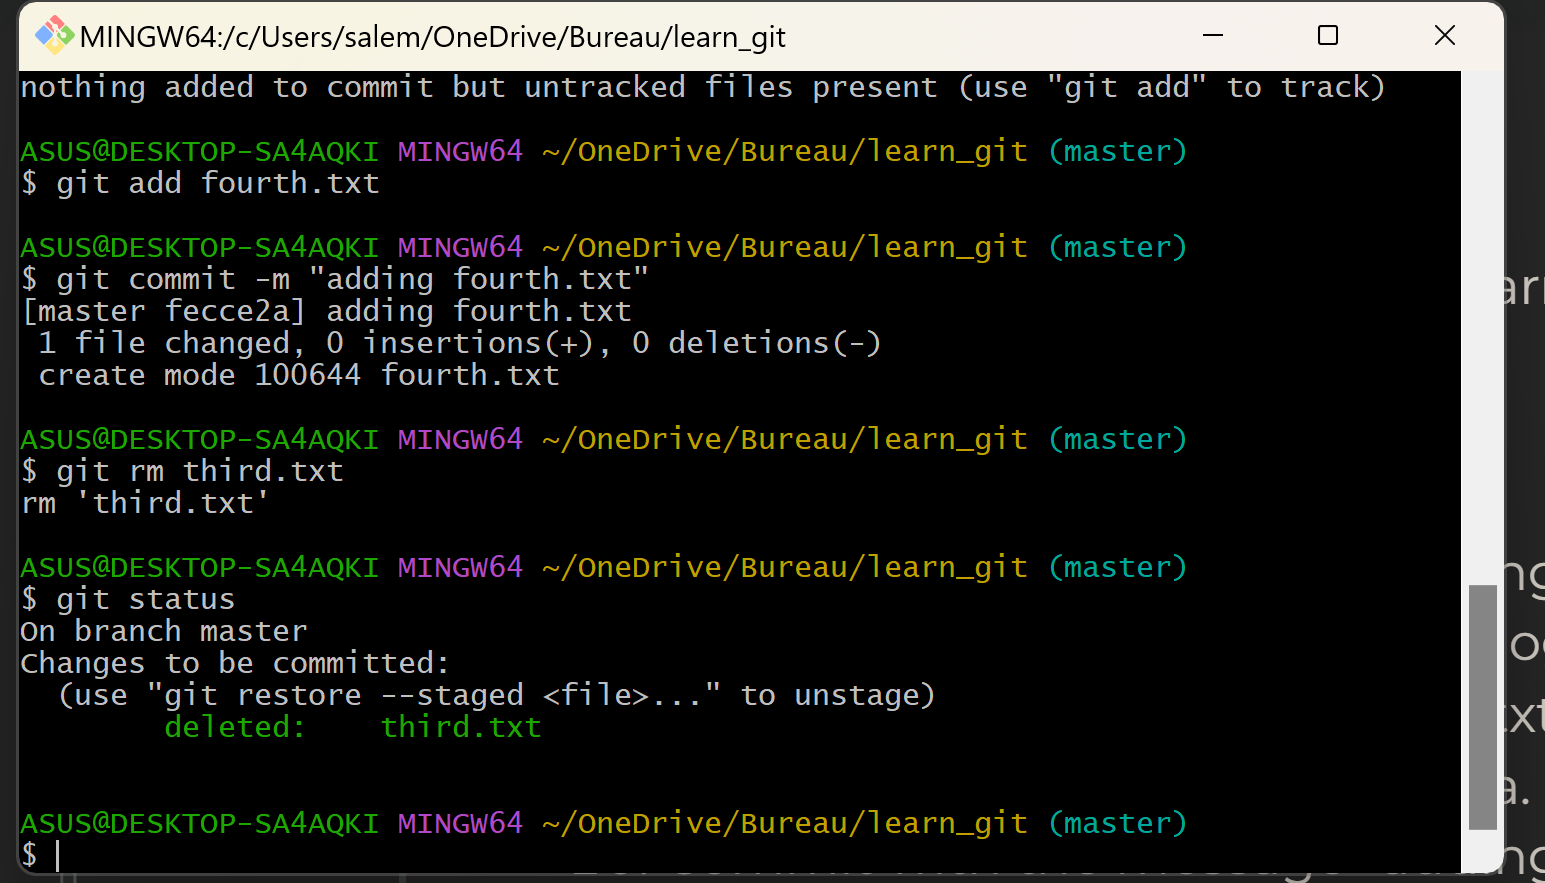 MINGW64:/c/Users/salem/OneDrive/Bureau/learn_git
nothing added to commit but untracked files present (use "git add" to track)
ASUS@DESKTOP-SA4AQKI MINGW64 ~/OneDrive/Bureau/learn_git (master)
$ git add fourth.txt
ASUS@DESKTOP-SA4AQKI MINGW64 ~/OneDrive/Bureau/learn_git (master)
$ git commit -m "adding fourth.txt"
[master fecce2a] adding fourth.txt
 1 file changed, 0 insertions(+), 0 deletions(-)
 create mode 100644 fourth.txt
ASUS@DESKTOP-SA4AQKI MINGW64 ~/OneDrive/Bureau/learn_git (master)
$ git rm third.txt
rm 'third.txt'
ASUS@DESKTOP-SA4AQKI MINGW64 ~/OneDrive/Bureau/learn_git (master)
$ git status
On branch master
Changes to be committed:
  (use "git restore --staged <file>..." to unstage)
        deleted:    third.txt
ASUS@DESKTOP-SA4AQKI MINGW64 ~/OneDrive/Bureau/learn_git (master)
$